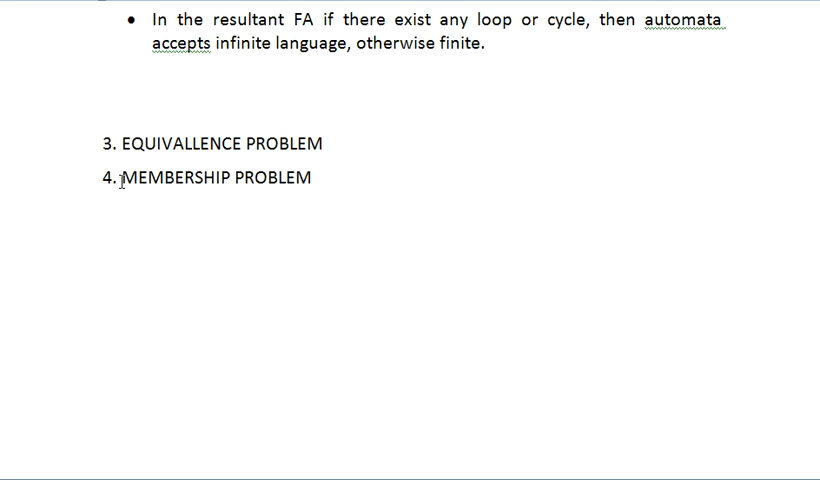 • In the resultant FA if there exist any loop or cycle, then automata
accepts infinite language, otherwise finite.
3. EQUIVALLENCE PROBLEM
4. MEMBERSHIP PROBLEM